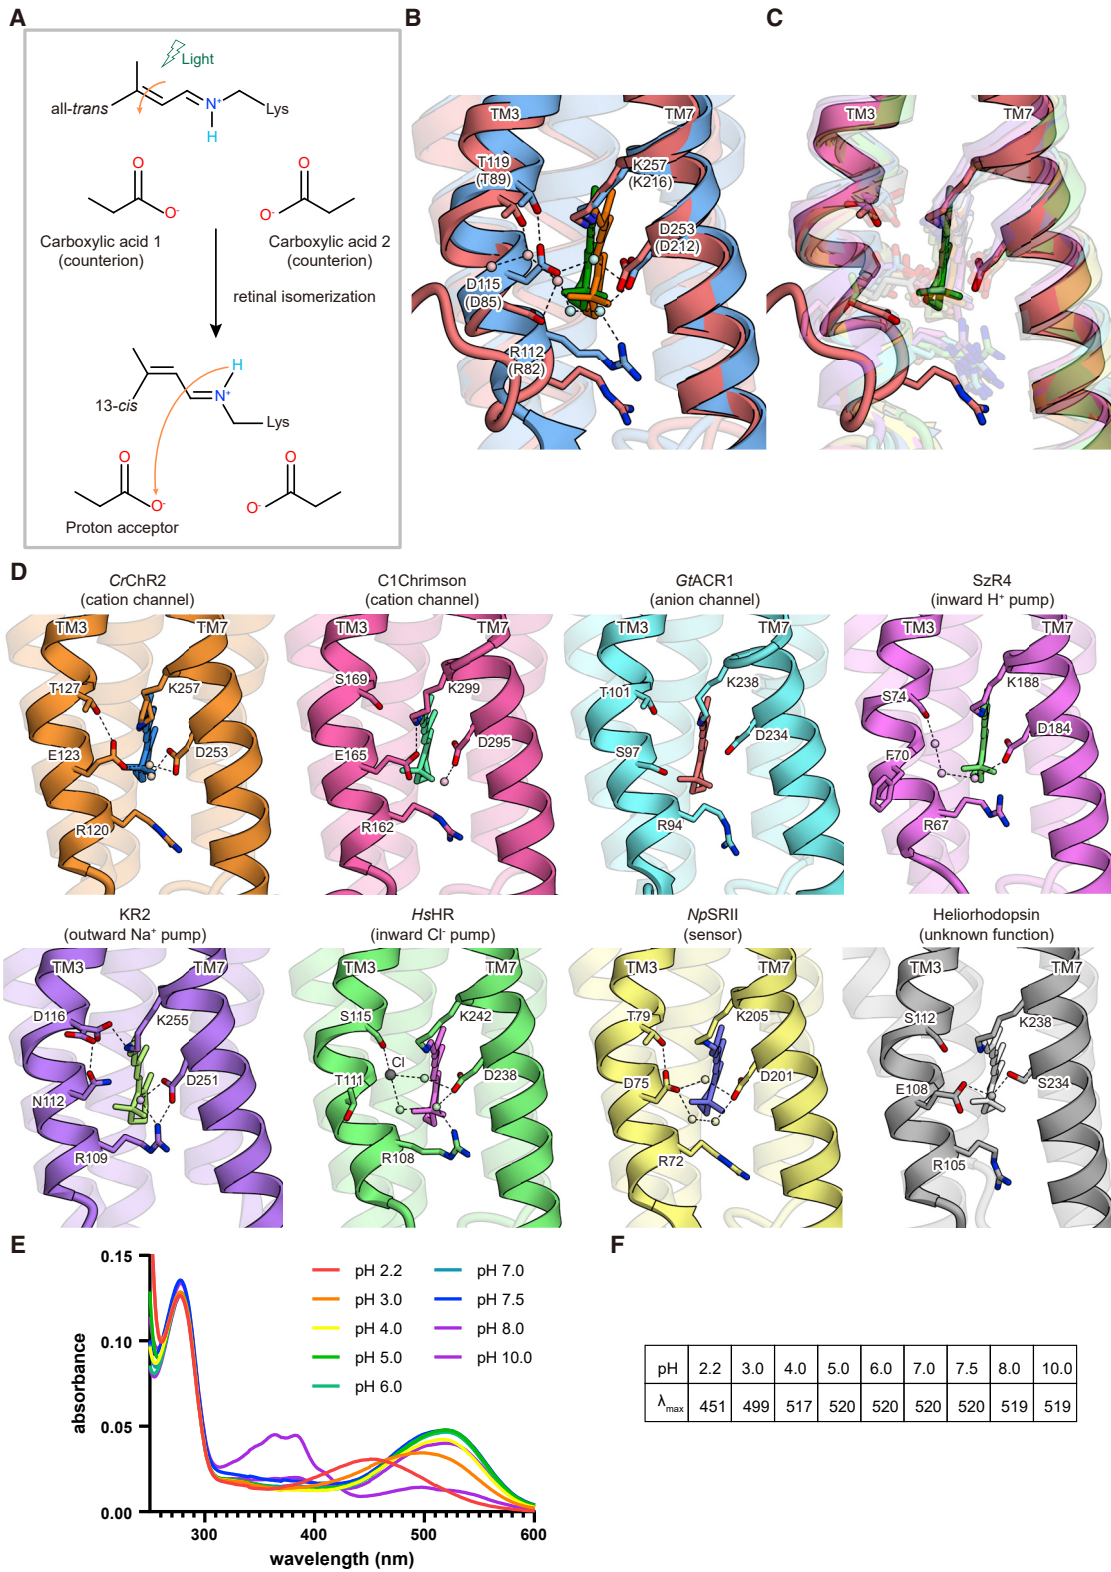 A
Light
all-trans
N⁺
Lys
H
O
O
O⁻
O⁻
Carboxylic acid 1
(counterion)
Carboxylic acid 2
(counterion)
retinal isomerization
H
N⁺
13-cis
Lys
O
O
O⁻
O⁻
Proton acceptor
B
TM3
TM7
T119
(T89)
K257
(K216)
D253
(D212)
D115
(D85)
R112
(R82)
C
TM3
TM7
D
CrChR2
(cation channel)
TM3
TM7
T127
K257
E123
D253
R120
C1Chrimson
(cation channel)
TM3
TM7
S169
K299
E165
D295
R162
GtACR1
(anion channel)
TM3
TM7
T101
K238
S97
D234
R94
SzR4
(inward H⁺ pump)
TM3
TM7
S74
K188
F70
D184
R67
KR2
(outward Na⁺ pump)
TM3
TM7
D116
K255
N112
D251
R109
HsHR
(inward Cl⁻ pump)
TM3
TM7
S115
K242
Cl
T111
D238
R108
NpSRII
(sensor)
TM3
TM7
T79
K205
D75
D201
R72
Heliorhodopsin
(unknown function)
TM3
TM7
S112
K238
E108
S234
R105
E
0.15
0.10
0.05
0.00
absorbance
300
400
500
600
wavelength (nm)
pH 2.2
pH 3.0
pH 4.0
pH 5.0
pH 6.0
pH 7.0
pH 7.5
pH 8.0
pH 10.0
F
pH 2.2 3.0 4.0 5.0 6.0 7.0 7.5 8.0 10.0
λmax 451 499 517 520 520 520 520 519 519